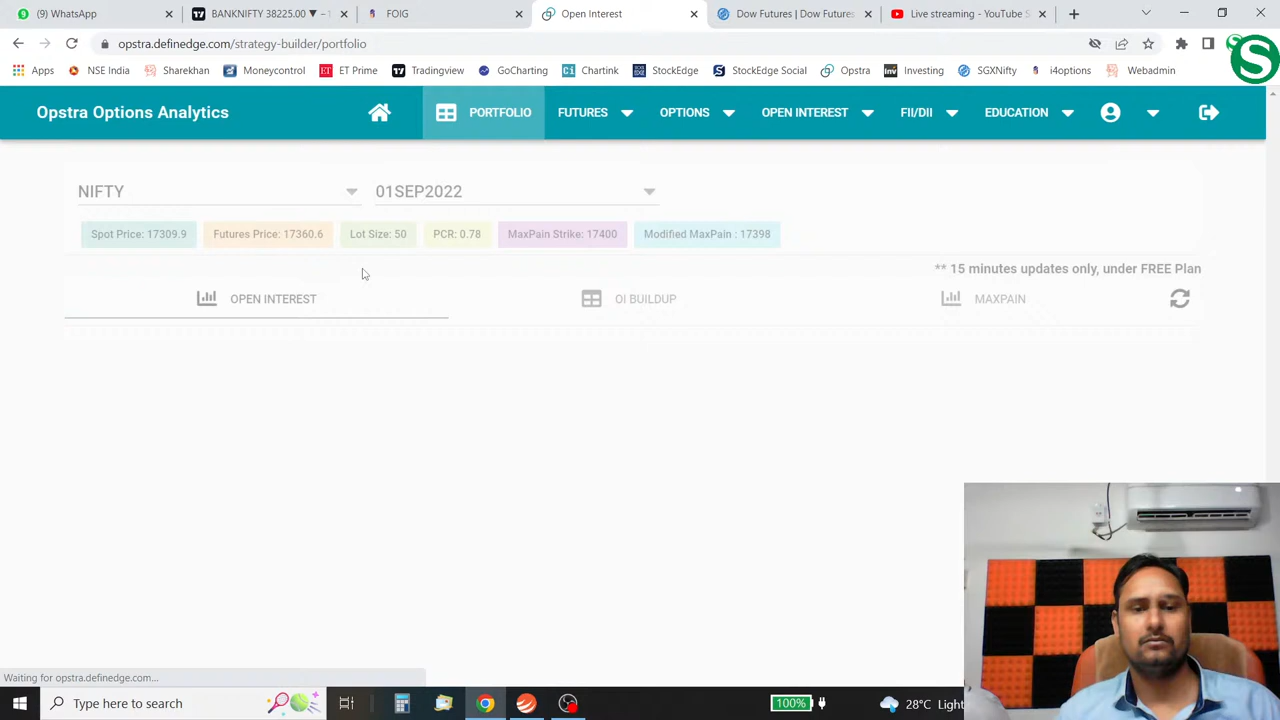 (9) WhatsApp
BANKNIFTY 38225.00 ▼ −1
FOIG
Open Interest
Dow Futures | Dow Futures
Live streaming - YouTube S
opstra.definedge.com/strategy-builder/portfolio
Apps
NSE India
Sharekhan
Moneycontrol
ET Prime
Tradingview
GoCharting
Chartink
StockEdge
StockEdge Social
Opstra
Investing
SGXNifty
i4options
Webadmin
Opstra Options Analytics
PORTFOLIO
FUTURES
OPTIONS
OPEN INTEREST
FII/DII
EDUCATION
NIFTY
01SEP2022
Spot Price: 17309.9
Futures Price: 17360.6
Lot Size: 50
PCR: 0.78
MaxPain Strike: 17400
Modified MaxPain : 17398
** 15 minutes updates only, under FREE Plan
OPEN INTEREST
OI BUILDUP
MAXPAIN
Waiting for opstra.definedge.com...
Type here to search
100%
28°C Light